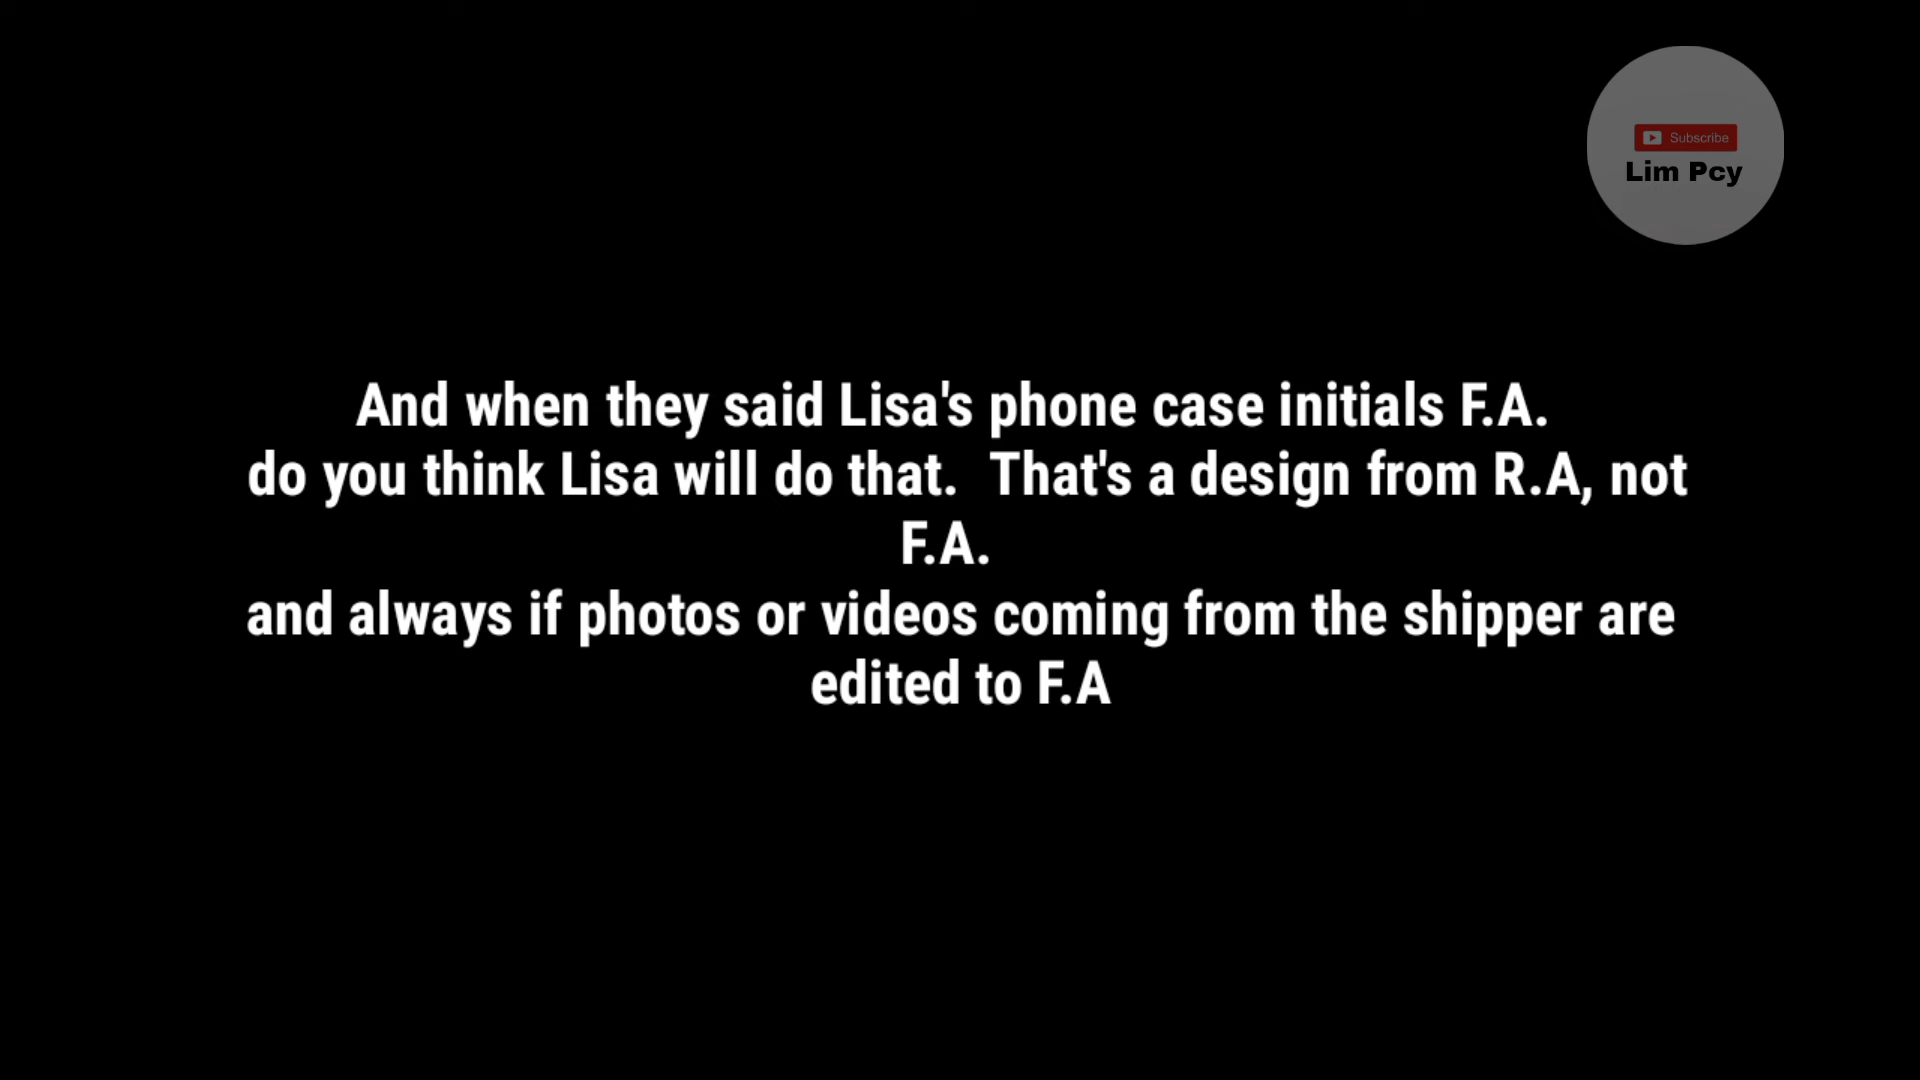 Subscribe
Lim Pcy
And when they said Lisa's phone case initials F.A.
do you think Lisa will do that.  That's a design from R.A, not
F.A.
and always if photos or videos coming from the shipper are
edited to F.A